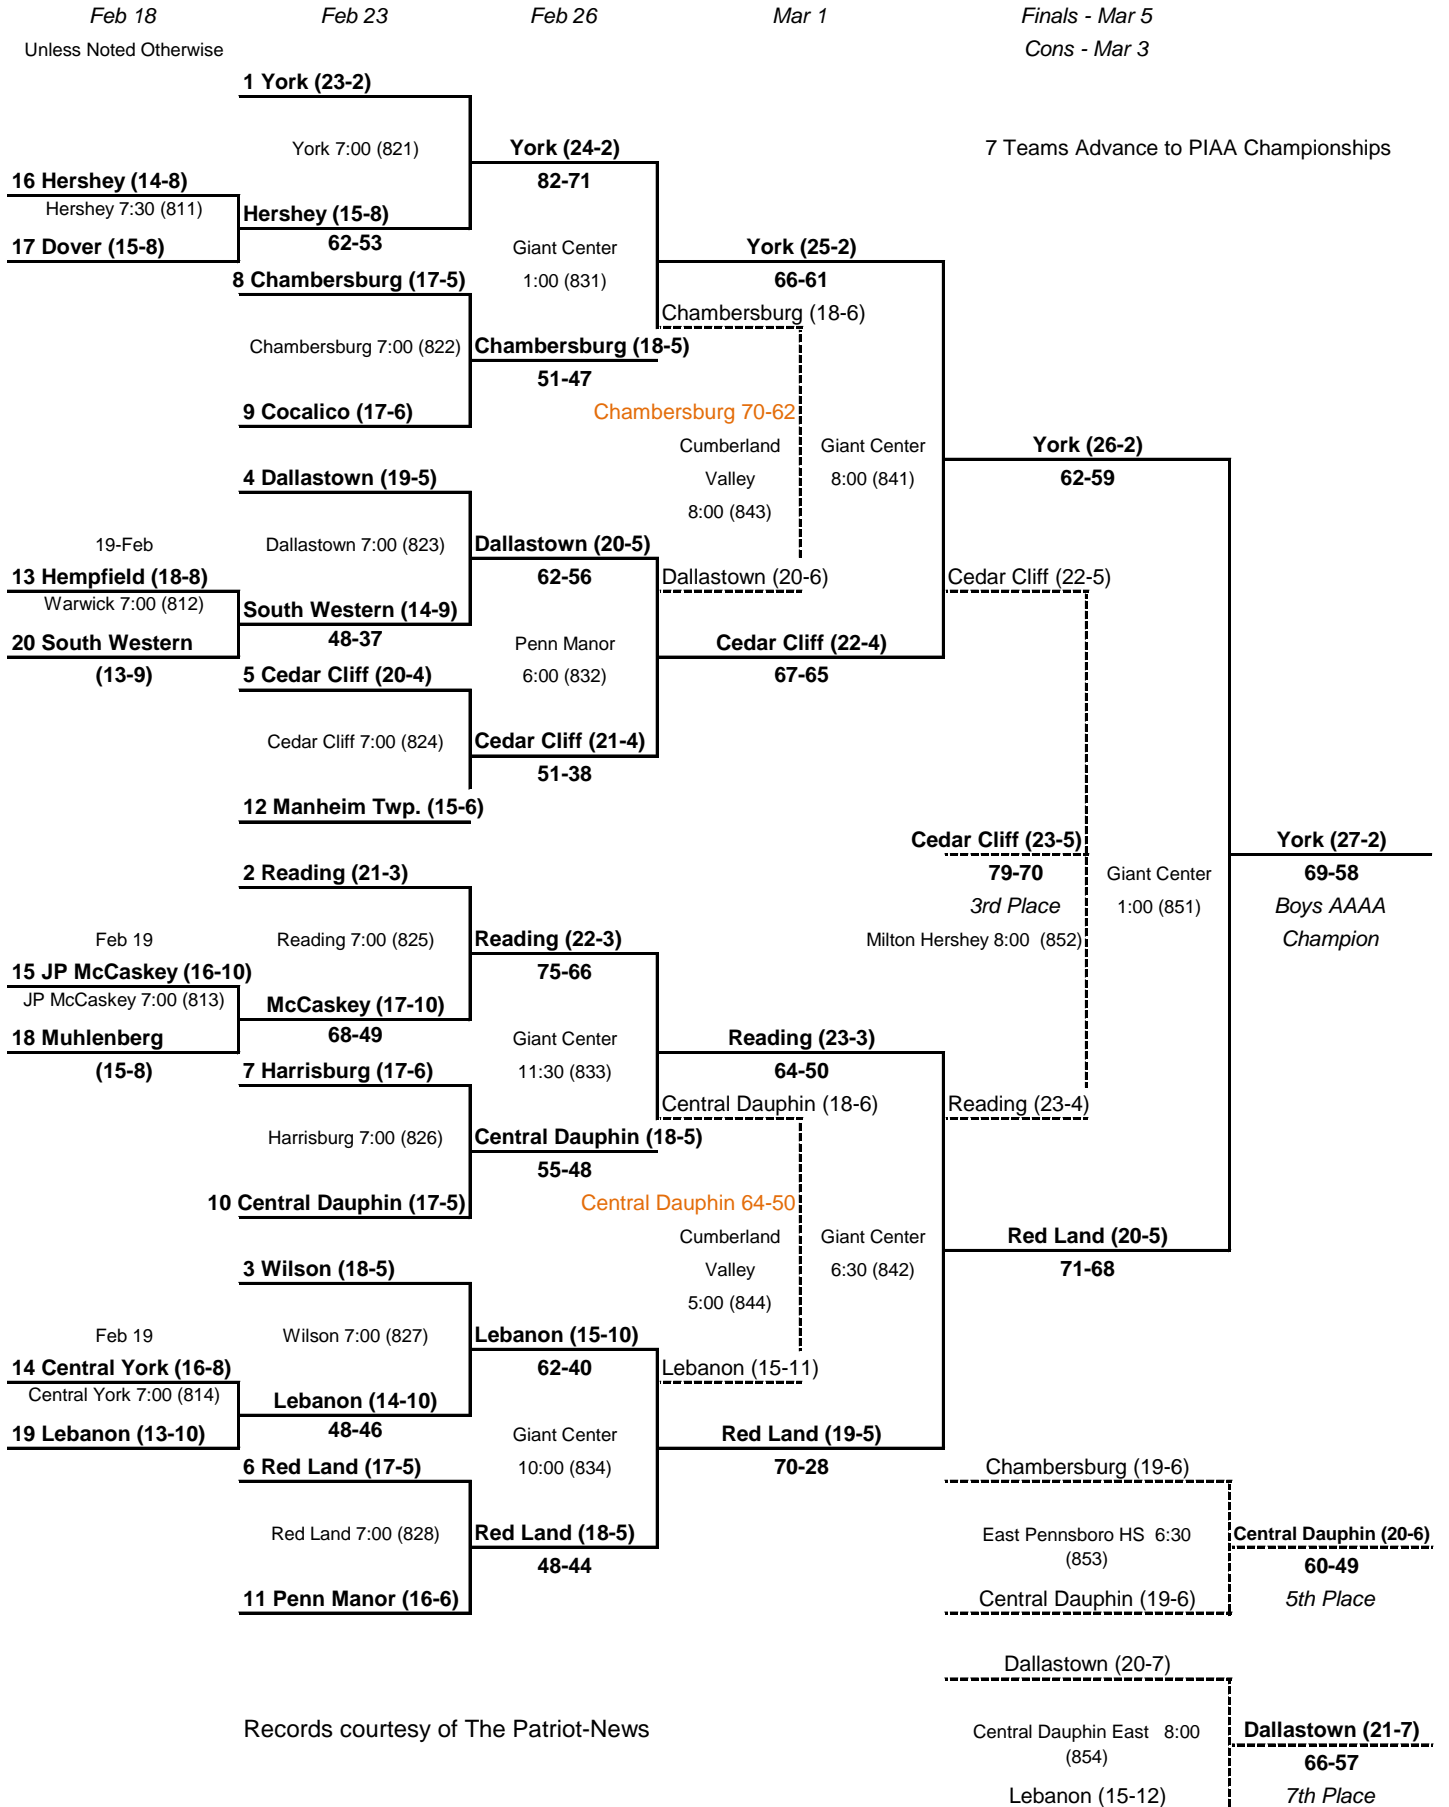 Feb 18 Feb 23 Feb 26 Mar 1 Finals - Mar 5
Unless Noted Otherwise Cons - Mar 3
1 York (23-2)
York 7:00 (821) York (24-2) 7 Teams Advance to PIAA Championships
16 Hershey (14-8) 82-71
Hershey 7:30 (811) Hershey (15-8)
17 Dover (15-8) 62-53 Giant Center York (25-2)
8 Chambersburg (17-5) 1:00 (831) 66-61
Chambersburg (18-6)
Chambersburg 7:00 (822) Chambersburg (18-5)
51-47
9 Cocalico (17-6) Chambersburg 70-62
Cumberland Giant Center York (26-2)
4 Dallastown (19-5) Valley 8:00 (841) 62-59
8:00 (843)
19-Feb Dallastown 7:00 (823) Dallastown (20-5)
13 Hempfield (18-8) 62-56 Dallastown (20-6) Cedar Cliff (22-5)
Warwick 7:00 (812) South Western (14-9)
20 South Western 48-37 Penn Manor Cedar Cliff (22-4)
(13-9) 5 Cedar Cliff (20-4) 6:00 (832) 67-65
Cedar Cliff 7:00 (824) Cedar Cliff (21-4)
51-38
12 Manheim Twp. (15-6)
Cedar Cliff (23-5) York (27-2)
2 Reading (21-3) 79-70 Giant Center 69-58
3rd Place 1:00 (851) Boys AAAA
Feb 19 Reading 7:00 (825) Reading (22-3) Milton Hershey 8:00 (852) Champion
15 JP McCaskey (16-10) 75-66
JP McCaskey 7:00 (813) McCaskey (17-10)
18 Muhlenberg 68-49 Giant Center Reading (23-3)
(15-8) 7 Harrisburg (17-6) 11:30 (833) 64-50
Central Dauphin (18-6) Reading (23-4)
Harrisburg 7:00 (826) Central Dauphin (18-5)
55-48
10 Central Dauphin (17-5) Central Dauphin 64-50
Cumberland Giant Center Red Land (20-5)
3 Wilson (18-5) Valley 6:30 (842) 71-68
5:00 (844)
Feb 19 Wilson 7:00 (827) Lebanon (15-10)
14 Central York (16-8) 62-40 Lebanon (15-11)
Central York 7:00 (814) Lebanon (14-10)
19 Lebanon (13-10) 48-46 Giant Center Red Land (19-5)
6 Red Land (17-5) 10:00 (834) 70-28 Chambersburg (19-6)
Red Land 7:00 (828) Red Land (18-5) East Pennsboro HS 6:30 Central Dauphin (20-6)
48-44 (853) 60-49
11 Penn Manor (16-6) Central Dauphin (19-6) 5th Place
Dallastown (20-7)
Records courtesy of The Patriot-News Central Dauphin East 8:00 Dallastown (21-7)
(854) 66-57
Lebanon (15-12) 7th Place